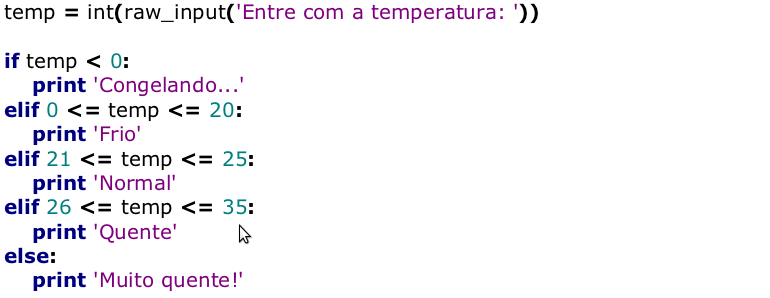 temp = int(raw_input('Entre com a temperatura: '))
if temp < 0:
print 'Congelando...'
elif 0 <= temp <= 20:
print 'Frio'
elif 21 <= temp <= 25:
print 'Normal'
elif 26 <= temp <= 35:
print 'Quente'
else:
print 'Muito quente!'